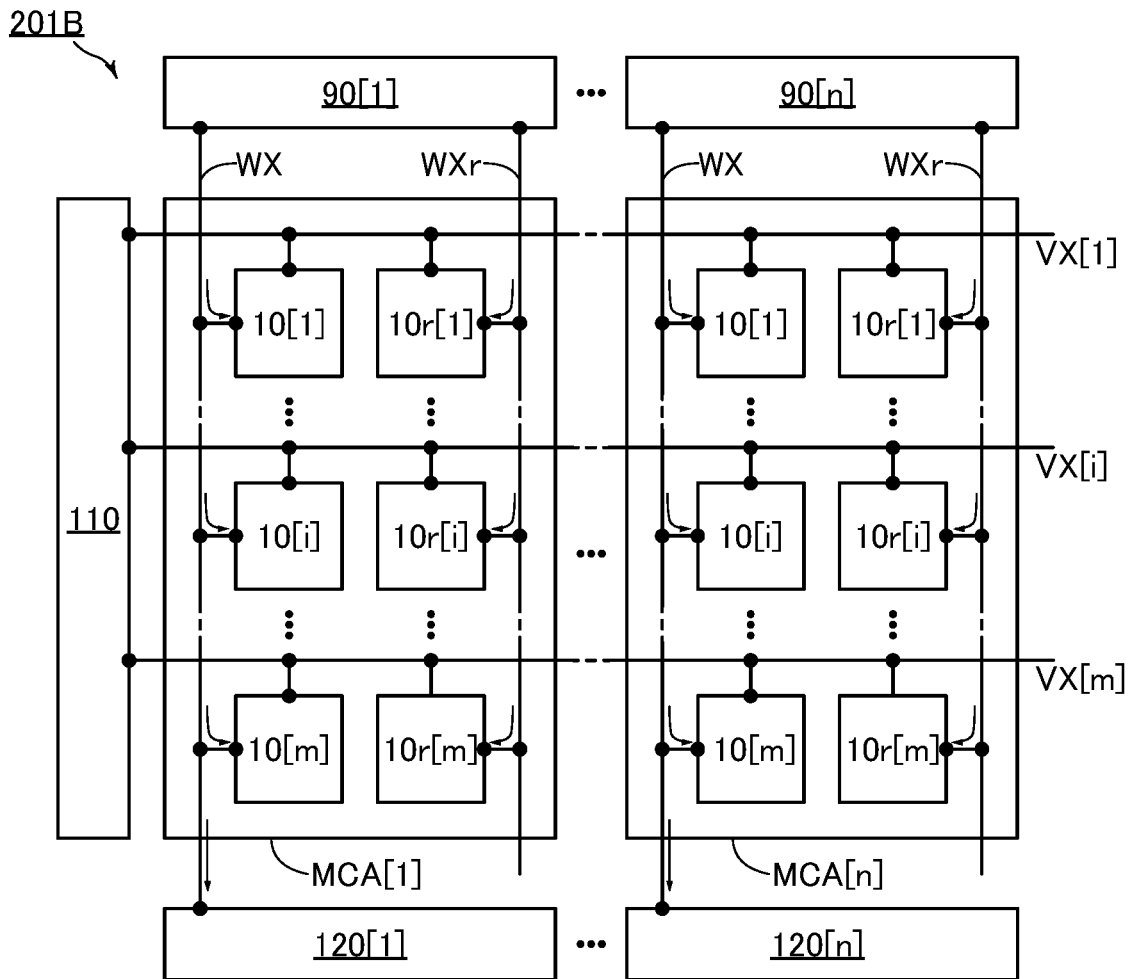 201B
90[1] ••• 90[n]
WX WXr WX WXr
VX[1]
10[1] 10r[1] 10[1] 10r[1]
VX[i]
110 10[i] 10r[i] ••• 10[i] 10r[i]
VX[m]
10[m] 10r[m] 10[m] 10r[m]
MCA[1] MCA[n]
120[1] ••• 120[n]